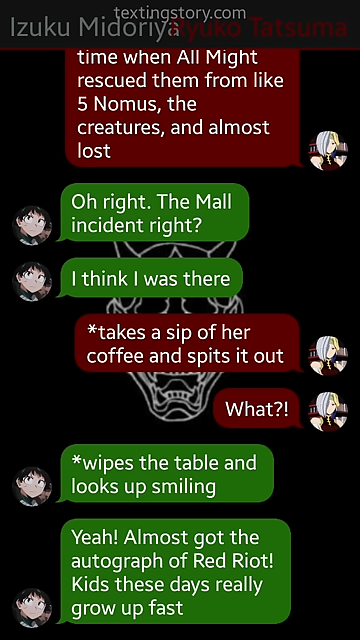 textingstory.com
Izuku Midoriya Ryuko Tatsuma
time when All Might
rescued them from like
5 Nomus, the
creatures, and almost
lost
Oh right. The Mall
incident right?
I think I was there
*takes a sip of her
coffee and spits it out
What?!
*wipes the table and
looks up smiling
Yeah! Almost got the
autograph of Red Riot!
Kids these days really
grow up fast